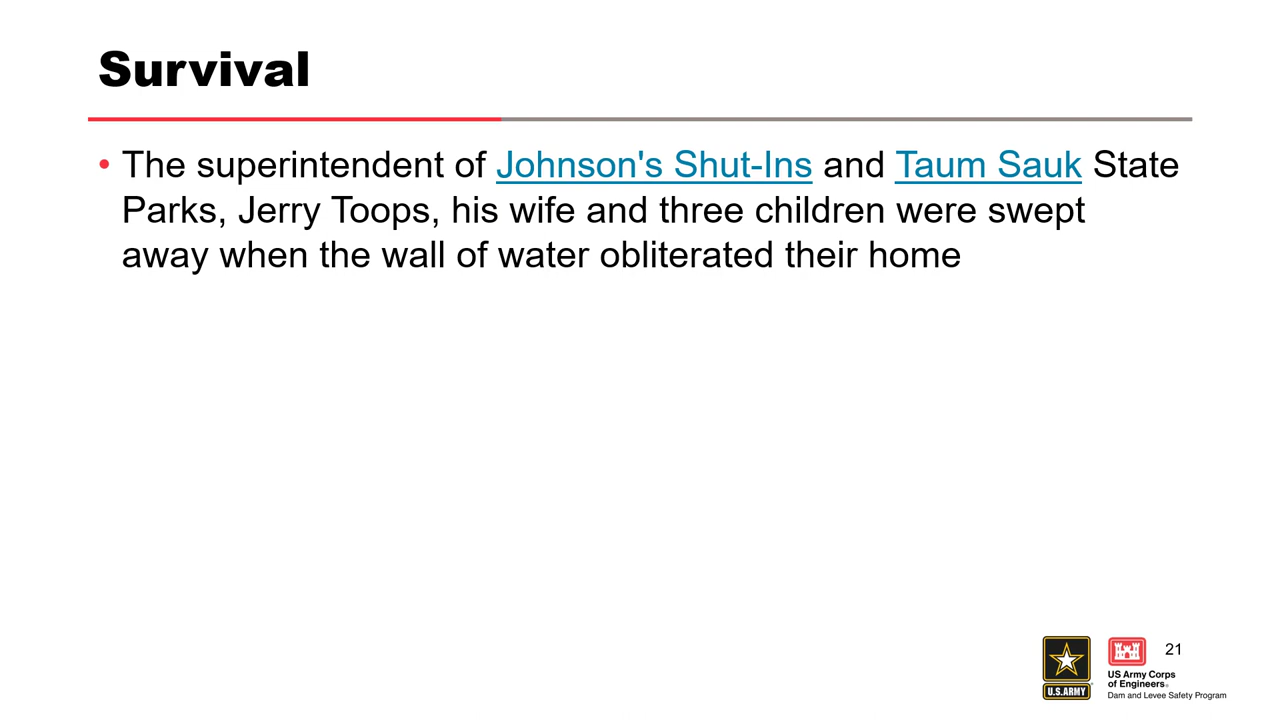 Survival
• The superintendent of Johnson's Shut-Ins and Taum Sauk State
Parks, Jerry Toops, his wife and three children were swept
away when the wall of water obliterated their home
21
U.S.ARMY
US Army Corps
of Engineers®
Dam and Levee Safety Program